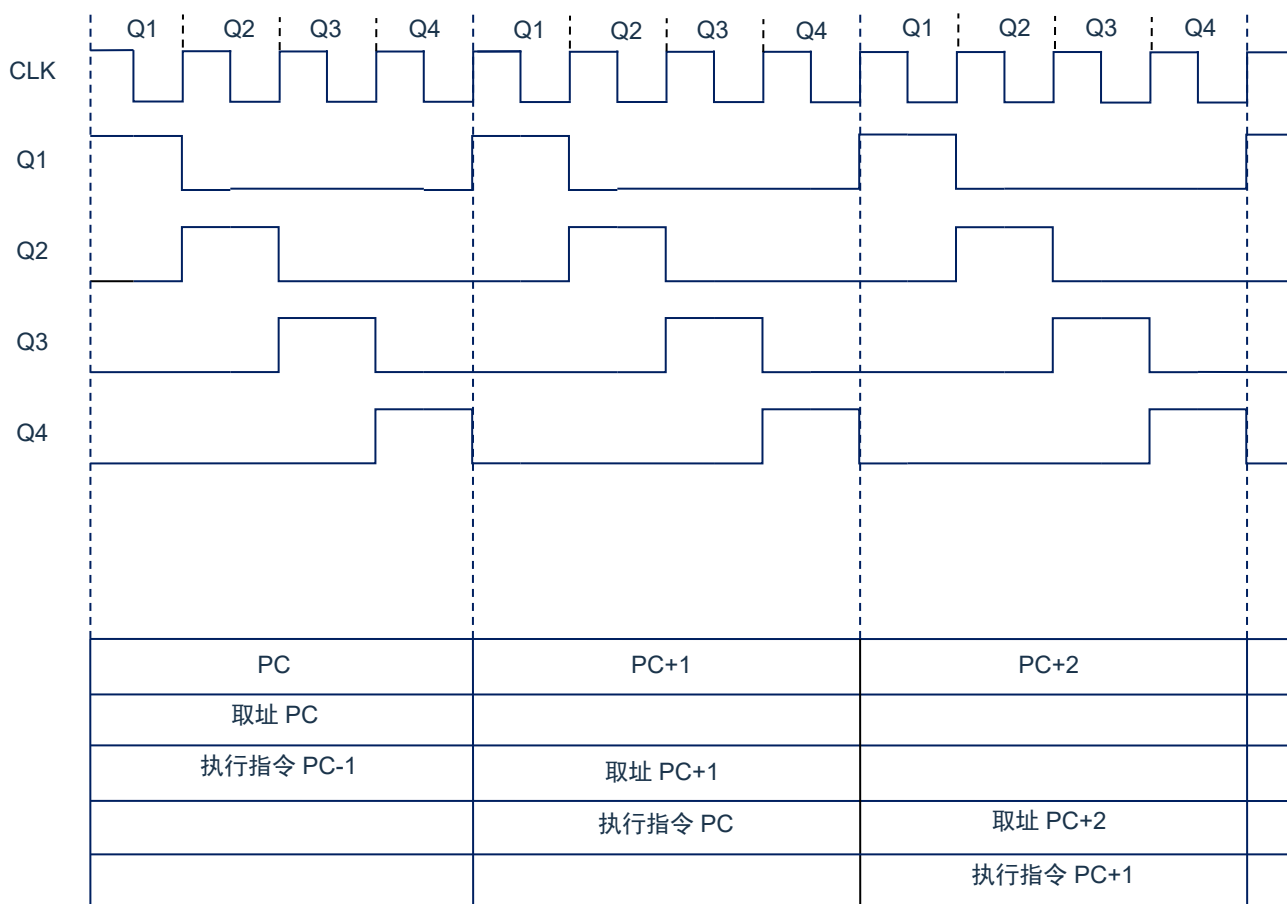 Q1 Q2 Q3 Q4 Q1 Q2 Q3 Q4 Q1 Q2 Q3 Q4
CLK
Q1
Q2
Q3
Q4
PC PC+1 PC+2
取址 PC
执行指令 PC-1 取址 PC+1
执行指令 PC 取址 PC+2
执行指令 PC+1